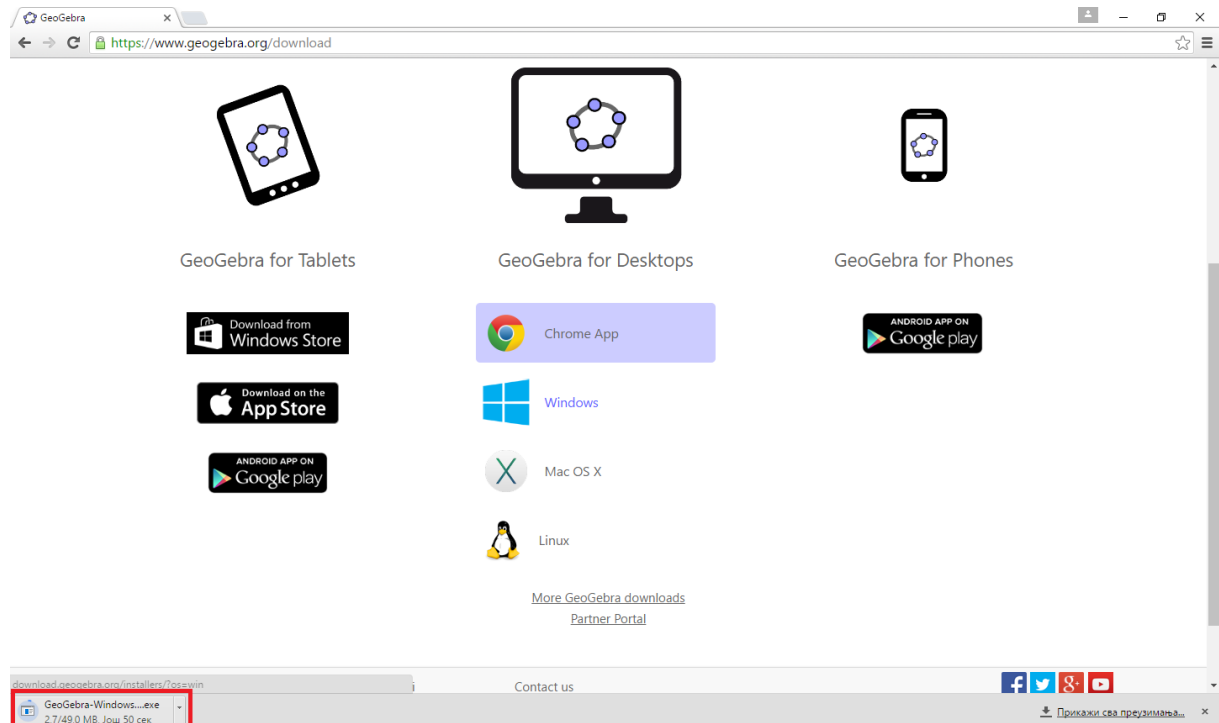 GeoGebra
https://www.geogebra.org/download
GeoGebra for Tablets
GeoGebra for Desktops
GeoGebra for Phones
Download from
Windows Store
Download on the
App Store
ANDROID APP ON
Google play
Chrome App
Windows
Mac OS X
Linux
More GeoGebra downloads
Partner Portal
ANDROID APP ON
Google play
download.geogebra.org/installers/?os=win
Contact us
GeoGebra-Windows....exe
2.7/49.0 MB, Још 50 сек
Прикажи сва преузимања...